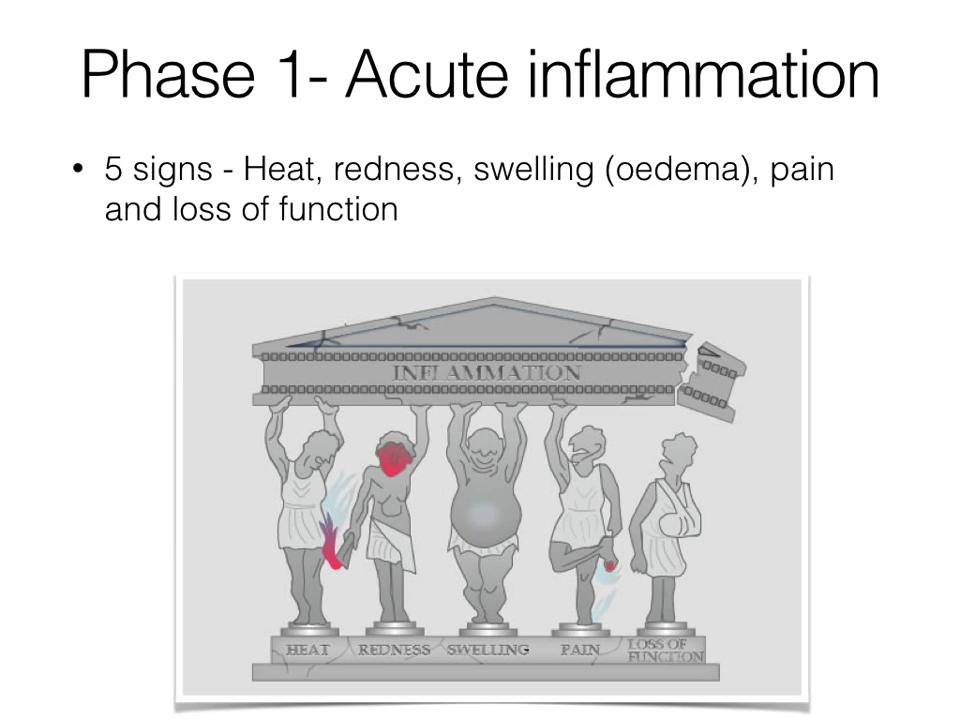 Phase 1- Acute inflammation
• 5 signs - Heat, redness, swelling (oedema), pain
and loss of function
INFLAMMATION
HEAT
REDNESS
SWELLING
PAIN
LOSS OF
FUNCTION